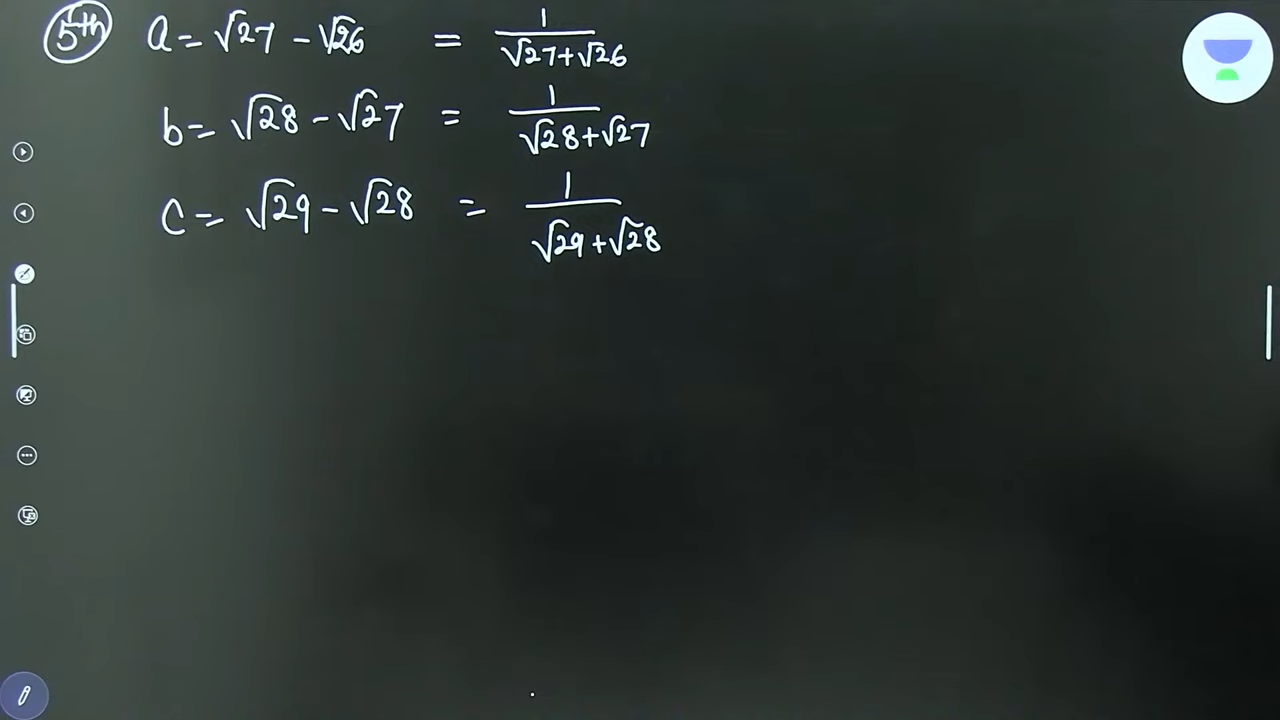 5th a = √27 - √26 = 1/(√27+√26)
b = √28 - √27 = 1/(√28+√27)
c = √29 - √28 = 1/(√29+√28)